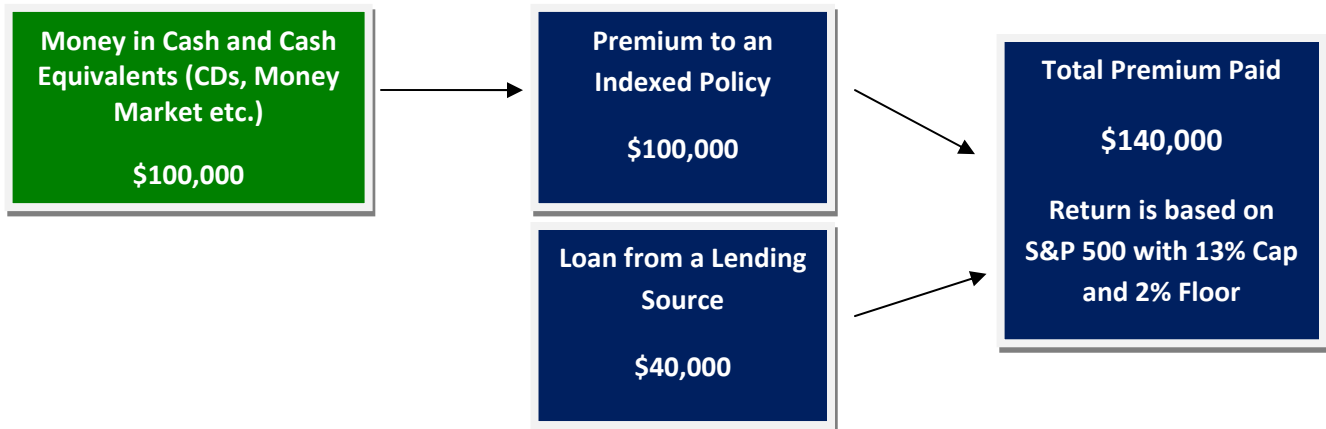 Money in Cash and Cash
Equivalents (CDs, Money
Market etc.)
$100,000
Premium to an
Indexed Policy
$100,000
Loan from a Lending
Source
$40,000
Total Premium Paid
$140,000
Return is based on
S&P 500 with 13% Cap
and 2% Floor